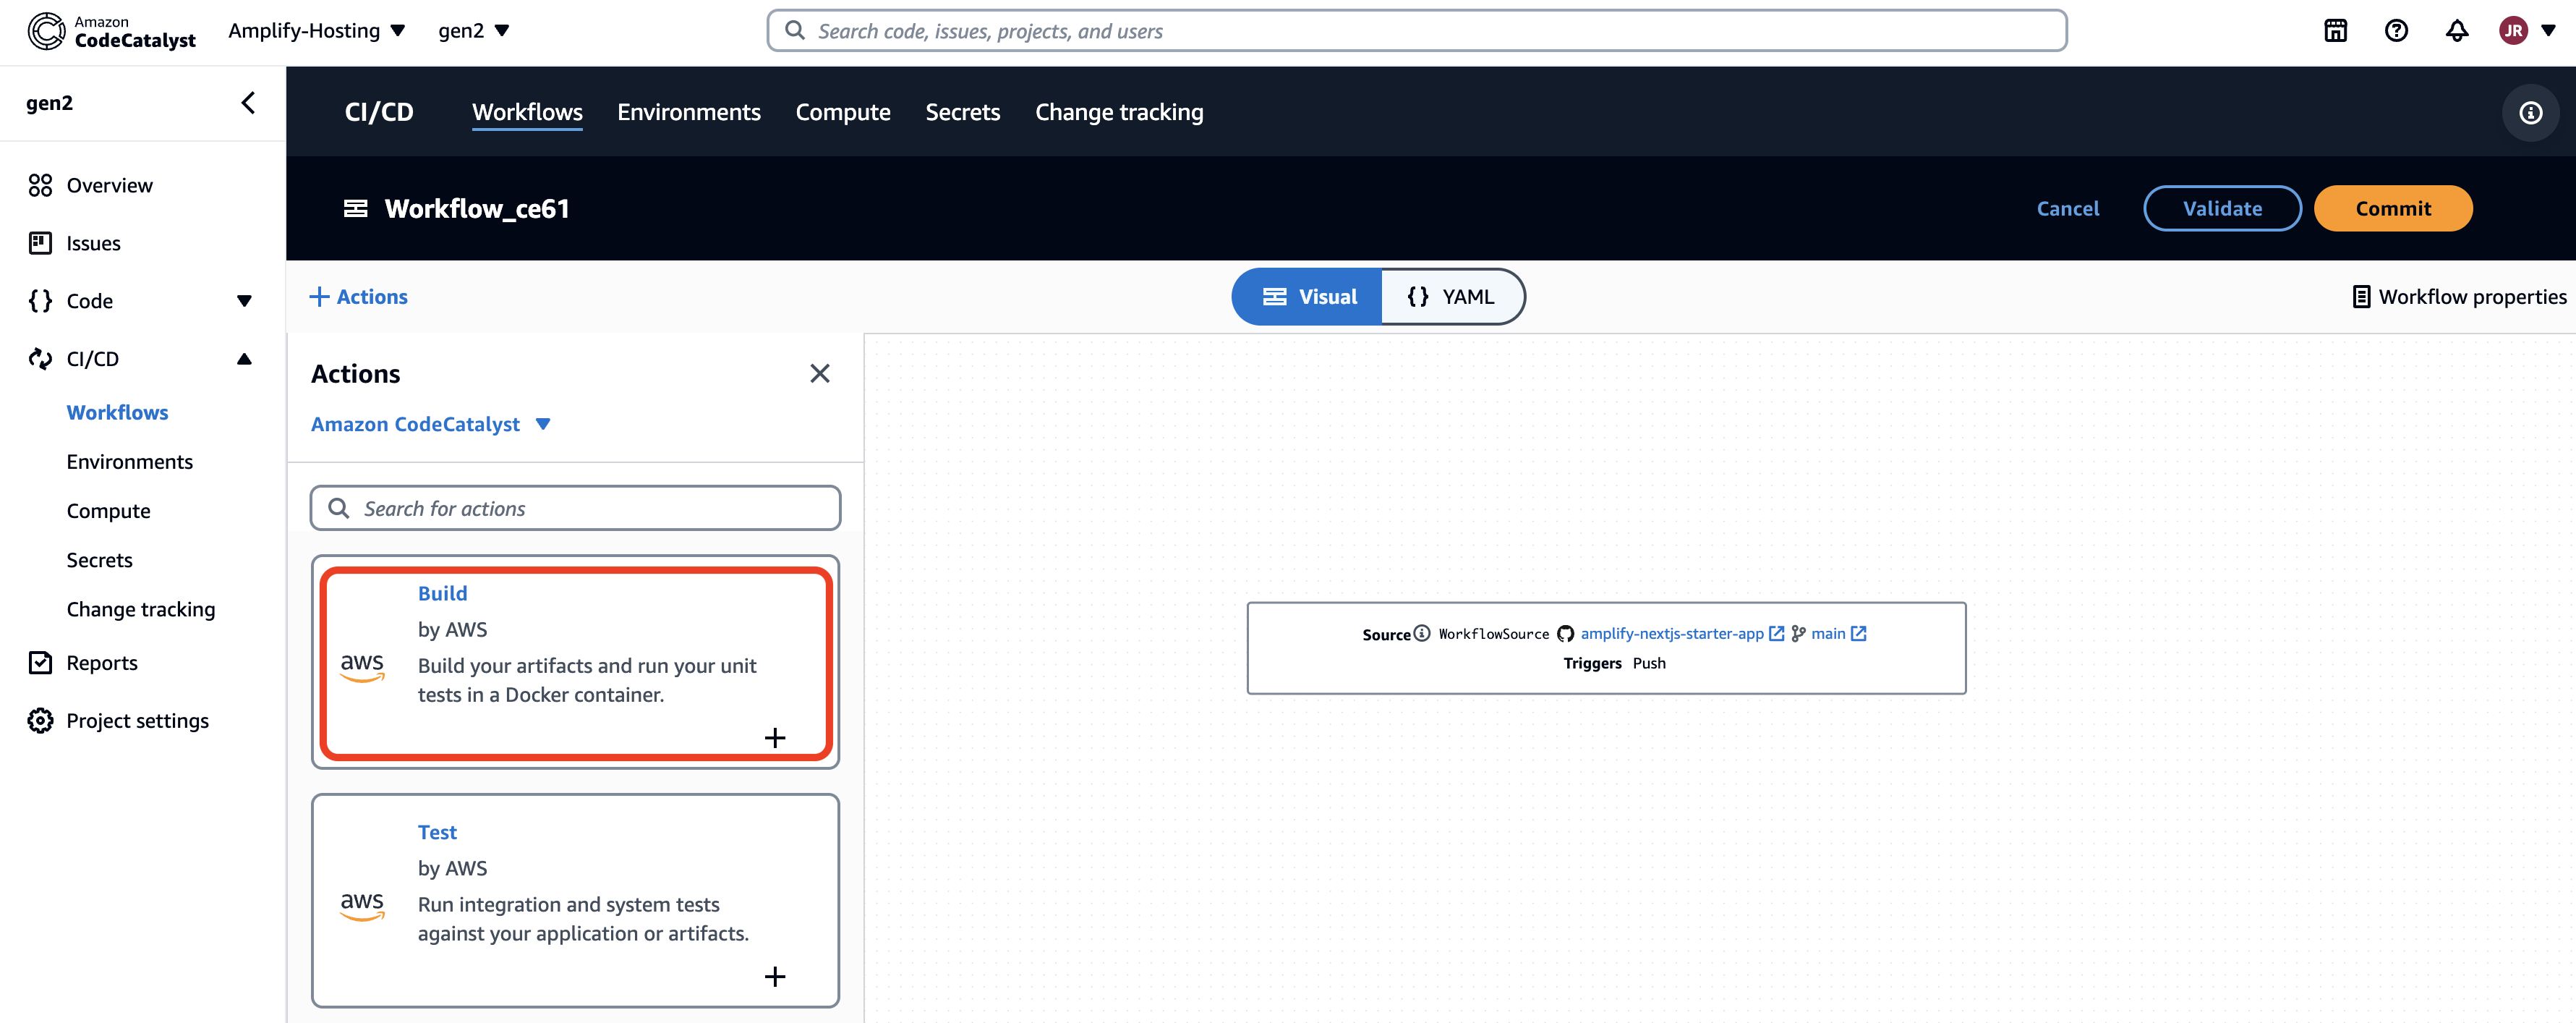 Amazon
CodeCatalyst
Amplify-Hosting
gen2
Search code, issues, projects, and users
JR
gen2
Overview
Issues
Code
CI/CD
Workflows
Environments
Compute
Secrets
Change tracking
Reports
Project settings
CI/CD Workflows Environments Compute Secrets Change tracking
Workflow_ce61
Cancel Validate Commit
Actions
Visual
YAML
Workflow properties
Actions
Amazon CodeCatalyst
Search for actions
Build
by AWS
aws
Build your artifacts and run your unit
tests in a Docker container.
Test
by AWS
aws
Run integration and system tests
against your application or artifacts.
Source WorkflowSource amplify-nextjs-starter-app main
Triggers Push